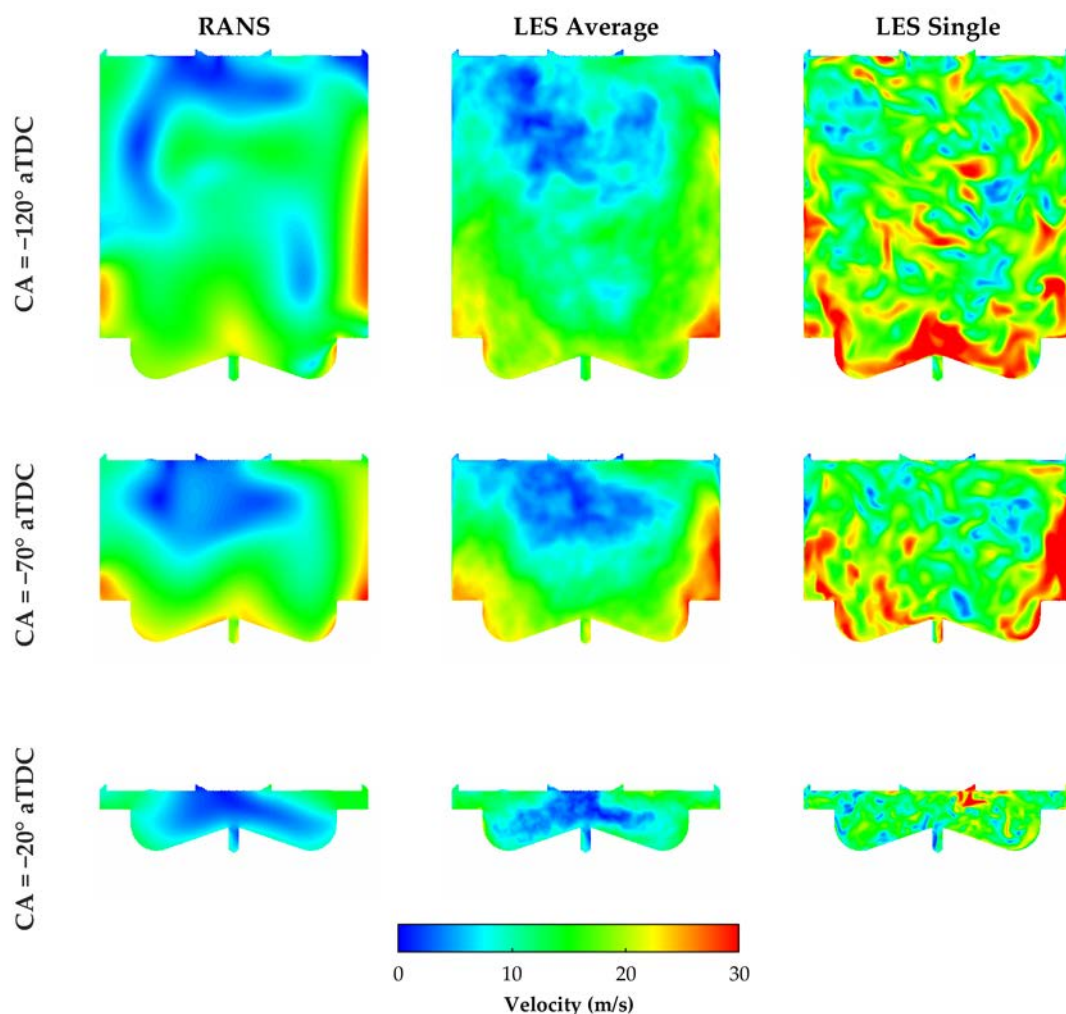 RANS LES Average LES Single
CA = −120° aTDC
CA = −70° aTDC
CA = −20° aTDC
0 10 20 30
Velocity (m/s)